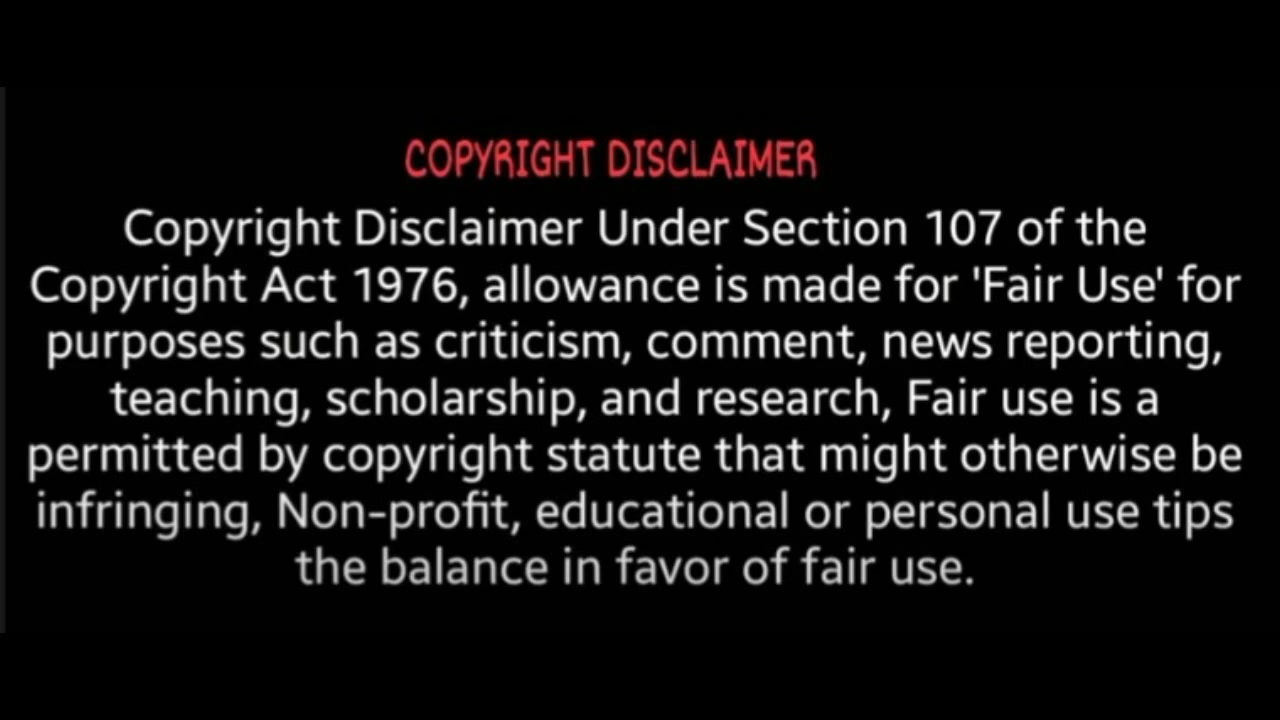 COPYRIGHT DISCLAIMER
Copyright Disclaimer Under Section 107 of the
Copyright Act 1976, allowance is made for 'Fair Use' for
purposes such as criticism, comment, news reporting,
teaching, scholarship, and research, Fair use is a
permitted by copyright statute that might otherwise be
infringing, Non-profit, educational or personal use tips
the balance in favor of fair use.